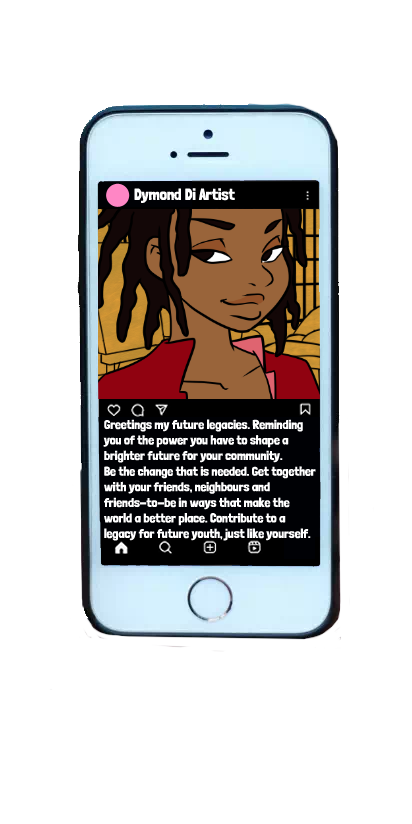 Dymond Di Artist
Greetings my future legacies. Reminding
you of the power you have to shape a
brighter future for your community.
Be the change that is needed. Get together
with your friends, neighbours and
friends-to-be in ways that make the
world a better place. Contribute to a
legacy for future youth, just like yourself.